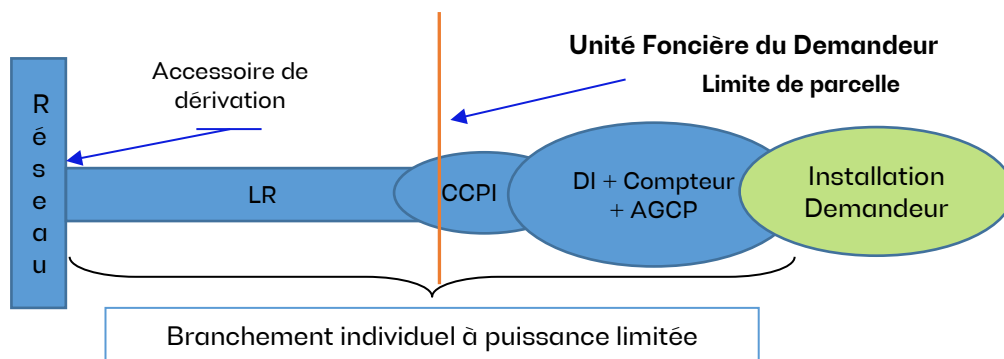 Réseau
Accessoire de
dérivation
Unité Foncière du Demandeur
Limite de parcelle
LR
CCPI
DI + Compteur
+ AGCP
Installation
Demandeur
Branchement individuel à puissance limitée